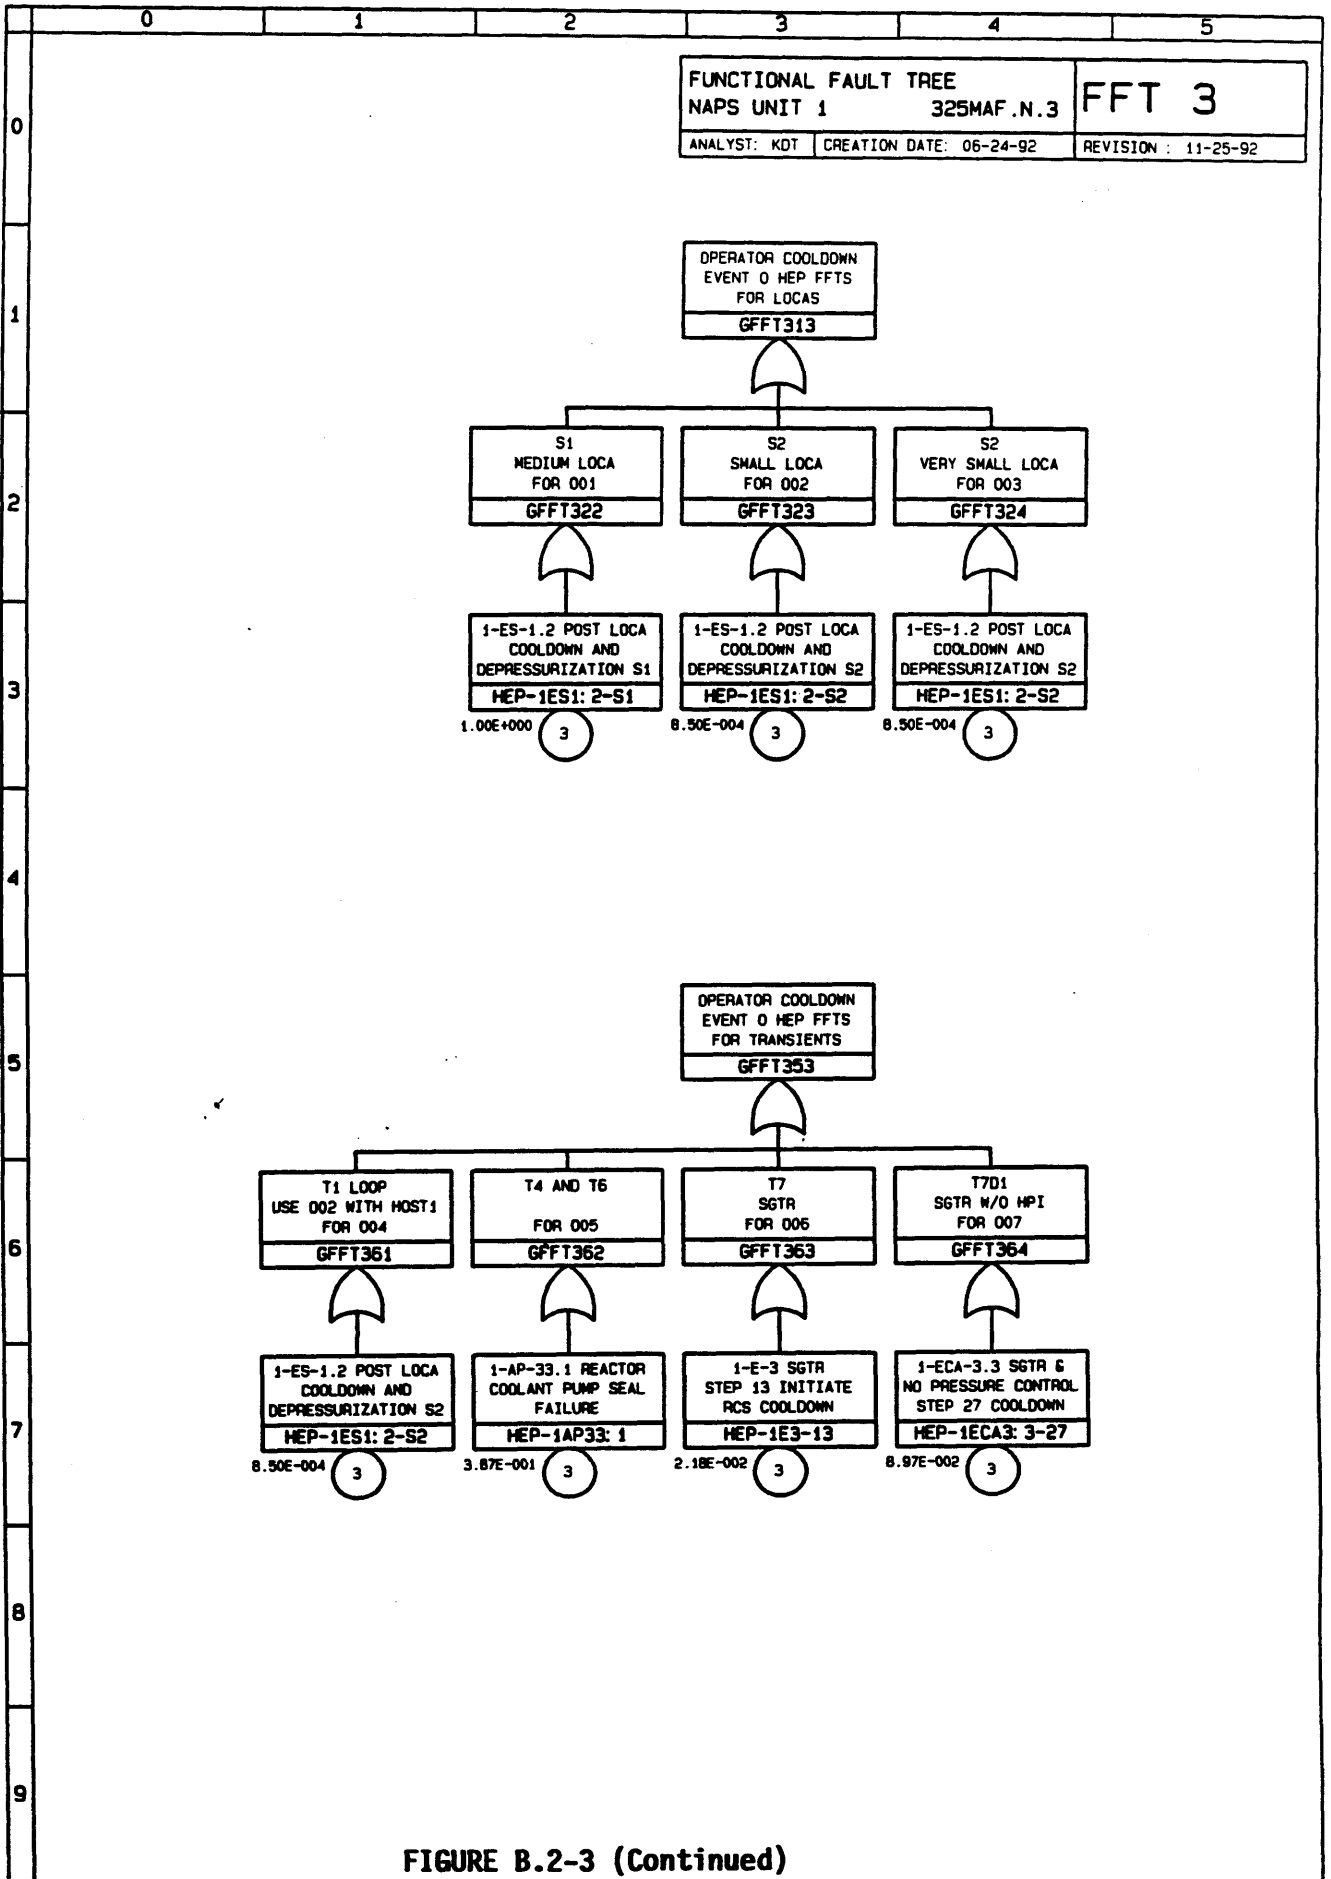 0 1 2 3 4 5
FUNCTIONAL FAULT TREE
NAPS UNIT 1 325MAF.N.3
FFT 3
ANALYST: KDT CREATION DATE: 06-24-92 REVISION : 11-25-92
0
OPERATOR COOLDOWN
EVENT O HEP FFTS
FOR LOCAS
GFFT313
1
S1
MEDIUM LOCA
FOR 001
GFFT322
S2
SMALL LOCA
FOR 002
GFFT323
S2
VERY SMALL LOCA
FOR 003
GFFT324
2
1-ES-1.2 POST LOCA
COOLDOWN AND
DEPRESSURIZATION S1
HEP-1ES1: 2-S1
1.00E+000
3
1-ES-1.2 POST LOCA
COOLDOWN AND
DEPRESSURIZATION S2
HEP-1ES1: 2-S2
8.50E-004
3
1-ES-1.2 POST LOCA
COOLDOWN AND
DEPRESSURIZATION S2
HEP-1ES1: 2-S2
8.50E-004
3
3
4
OPERATOR COOLDOWN
EVENT O HEP FFTS
FOR TRANSIENTS
GFFT353
5
T1 LOOP
USE 002 WITH HOST1
FOR 004
GFFT361
T4 AND T6
FOR 005
GFFT362
T7
SGTR
FOR 006
GFFT363
T7D1
SGTR W/O HPI
FOR 007
GFFT364
6
1-ES-1.2 POST LOCA
COOLDOWN AND
DEPRESSURIZATION S2
HEP-1ES1: 2-S2
8.50E-004
3
1-AP-33.1 REACTOR
COOLANT PUMP SEAL
FAILURE
HEP-1AP33: 1
3.87E-001
3
1-E-3 SGTR
STEP 13 INITIATE
RCS COOLDOWN
HEP-1E3-13
2.18E-002
3
1-ECA-3.3 SGTR &
NO PRESSURE CONTROL
STEP 27 COOLDOWN
HEP-1ECA3: 3-27
8.97E-002
3
7
8
9
FIGURE B.2-3 (Continued)